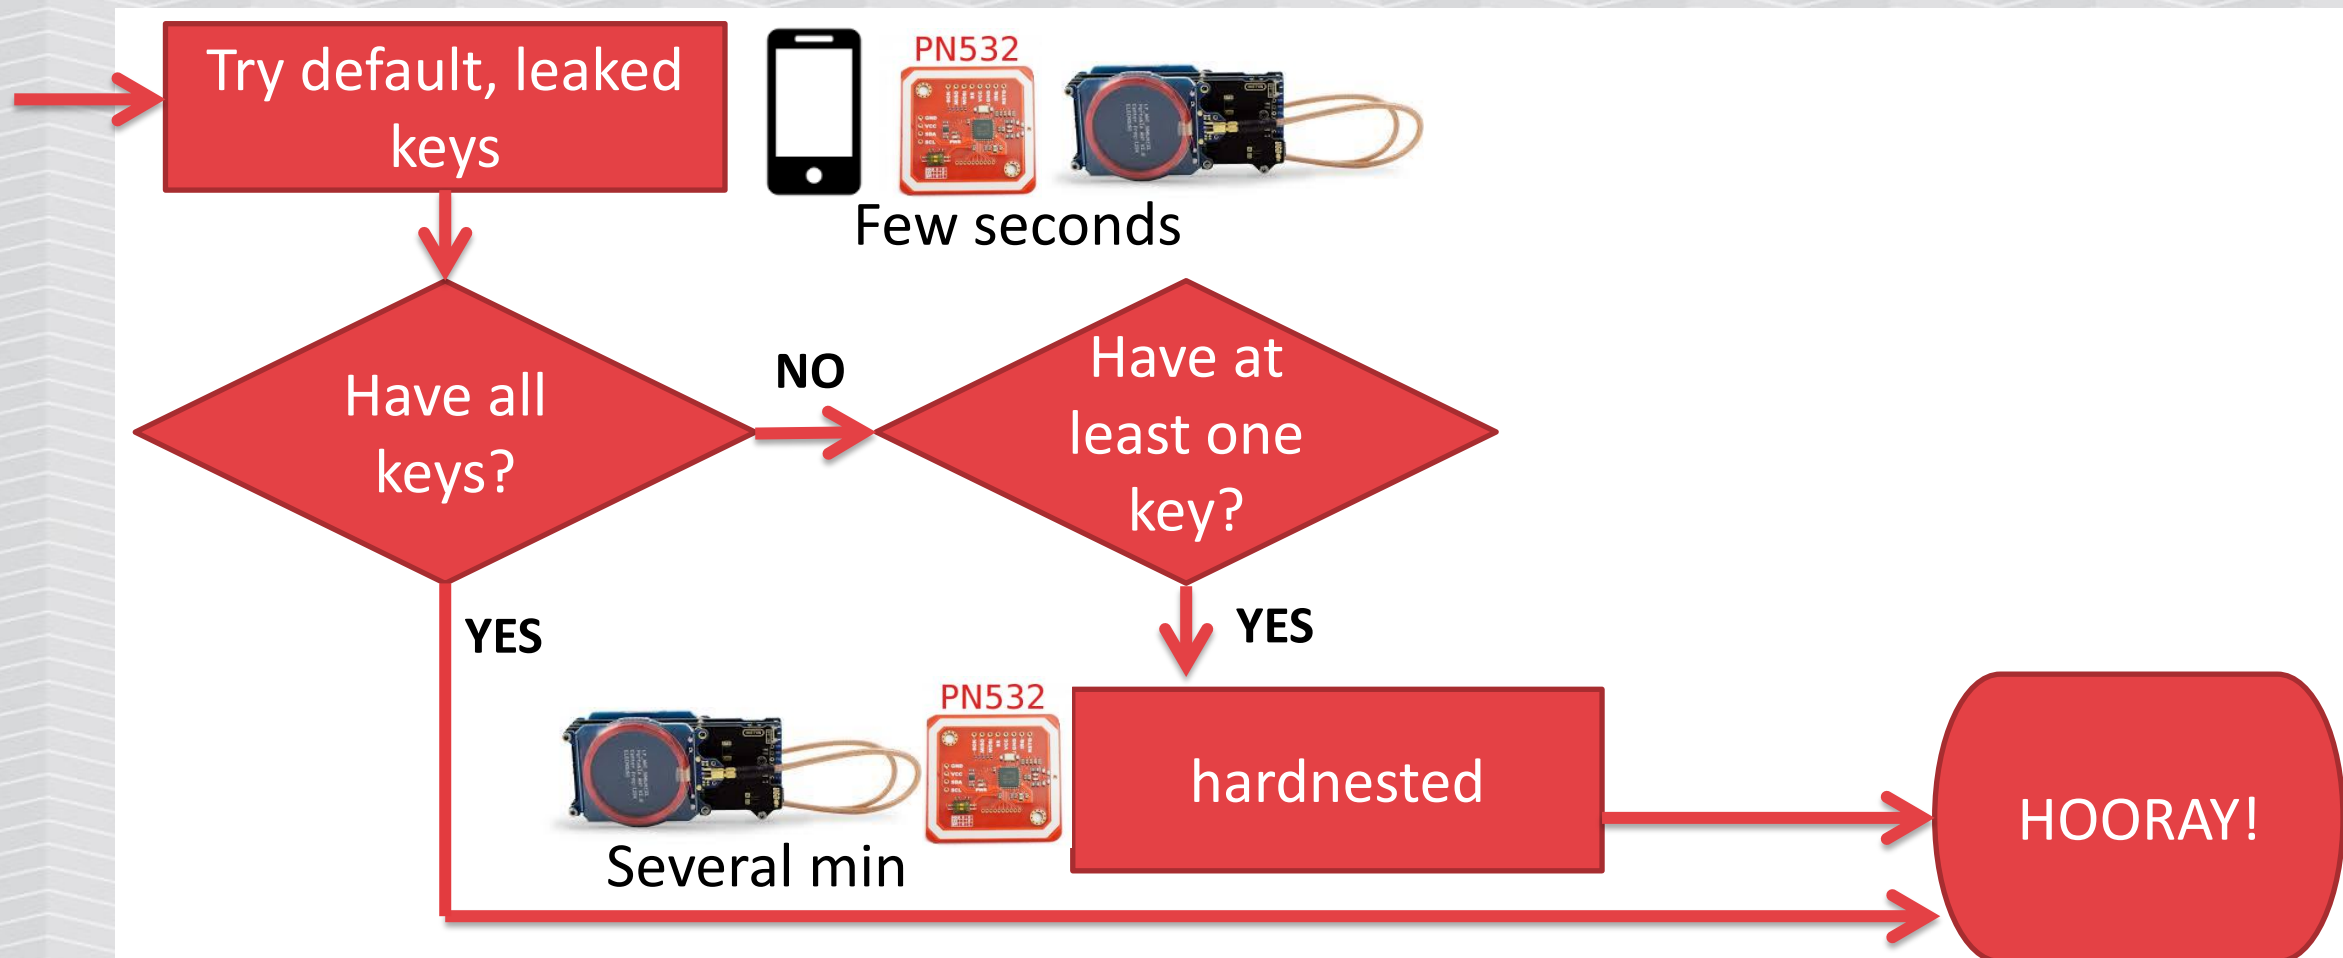 Try default, leaked
keys
PN532
Few seconds
Have all
keys?
NO
Have at
least one
key?
YES
YES
PN532
Several min
hardnested
HOORAY!